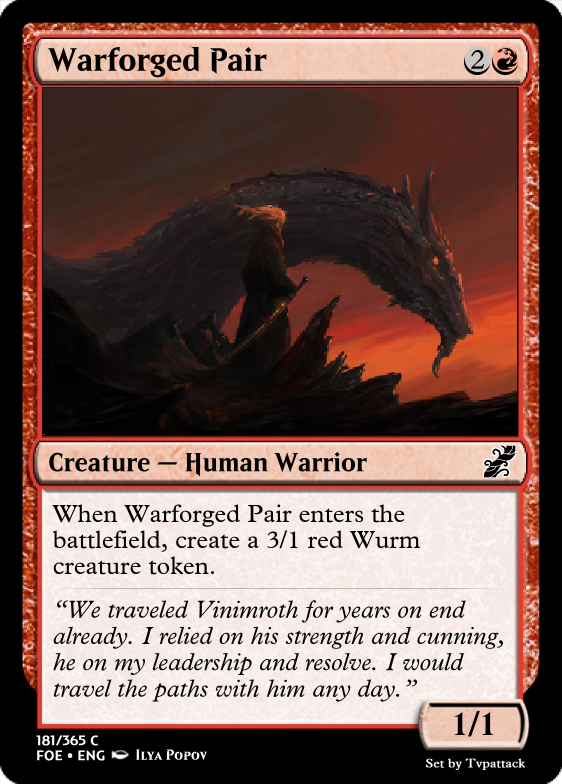 Warforged Pair
2
Creature — Human Warrior
When Warforged Pair enters the
battlefield, create a 3/1 red Wurm
creature token.
“We traveled Vinimroth for years on end
already. I relied on his strength and cunning,
he on my leadership and resolve. I would
travel the paths with him any day.”
1/1
181/365 C
FOE • ENG Ilya Popov
Set by Tvpattack